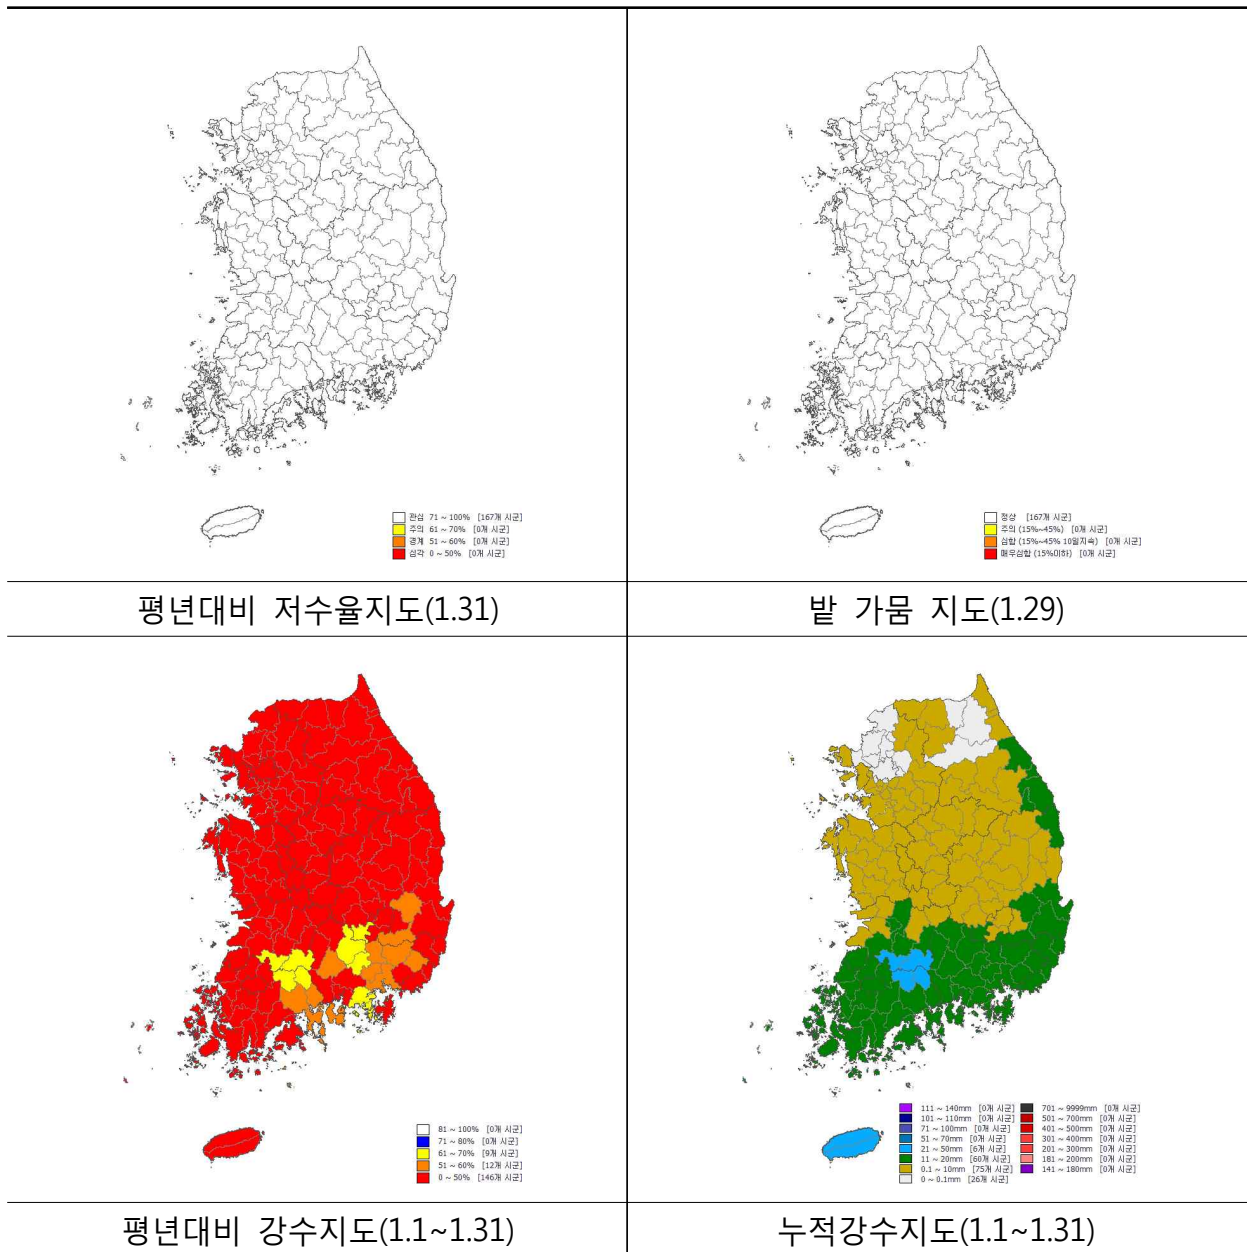 관심 71 ~ 100% [167개 시군]
주의 61 ~ 70% [0개 시군]
경계 51 ~ 60% [0개 시군]
심각 0 ~ 50% [0개 시군]
정상 [167개 시군]
주의 (15%~45%) [0개 시군]
심함 (15%~45% 10일지속) [0개 시군]
매우심함 (15%이하) [0개 시군]
평년대비 저수율지도(1.31)
밭 가뭄 지도(1.29)
81 ~ 100% [0개 시군]
71 ~ 80% [0개 시군]
61 ~ 70% [9개 시군]
51 ~ 60% [12개 시군]
0 ~ 50% [146개 시군]
111 ~ 140mm [0개 시군]
101 ~ 110mm [0개 시군]
71 ~ 100mm [0개 시군]
51 ~ 70mm [0개 시군]
21 ~ 50mm [6개 시군]
11 ~ 20mm [60개 시군]
0.1 ~ 10mm [75개 시군]
0 ~ 0.1mm [26개 시군]
701 ~ 9999mm [0개 시군]
501 ~ 700mm [0개 시군]
401 ~ 500mm [0개 시군]
301 ~ 400mm [0개 시군]
201 ~ 300mm [0개 시군]
181 ~ 200mm [0개 시군]
141 ~ 180mm [0개 시군]
평년대비 강수지도(1.1~1.31)
누적강수지도(1.1~1.31)